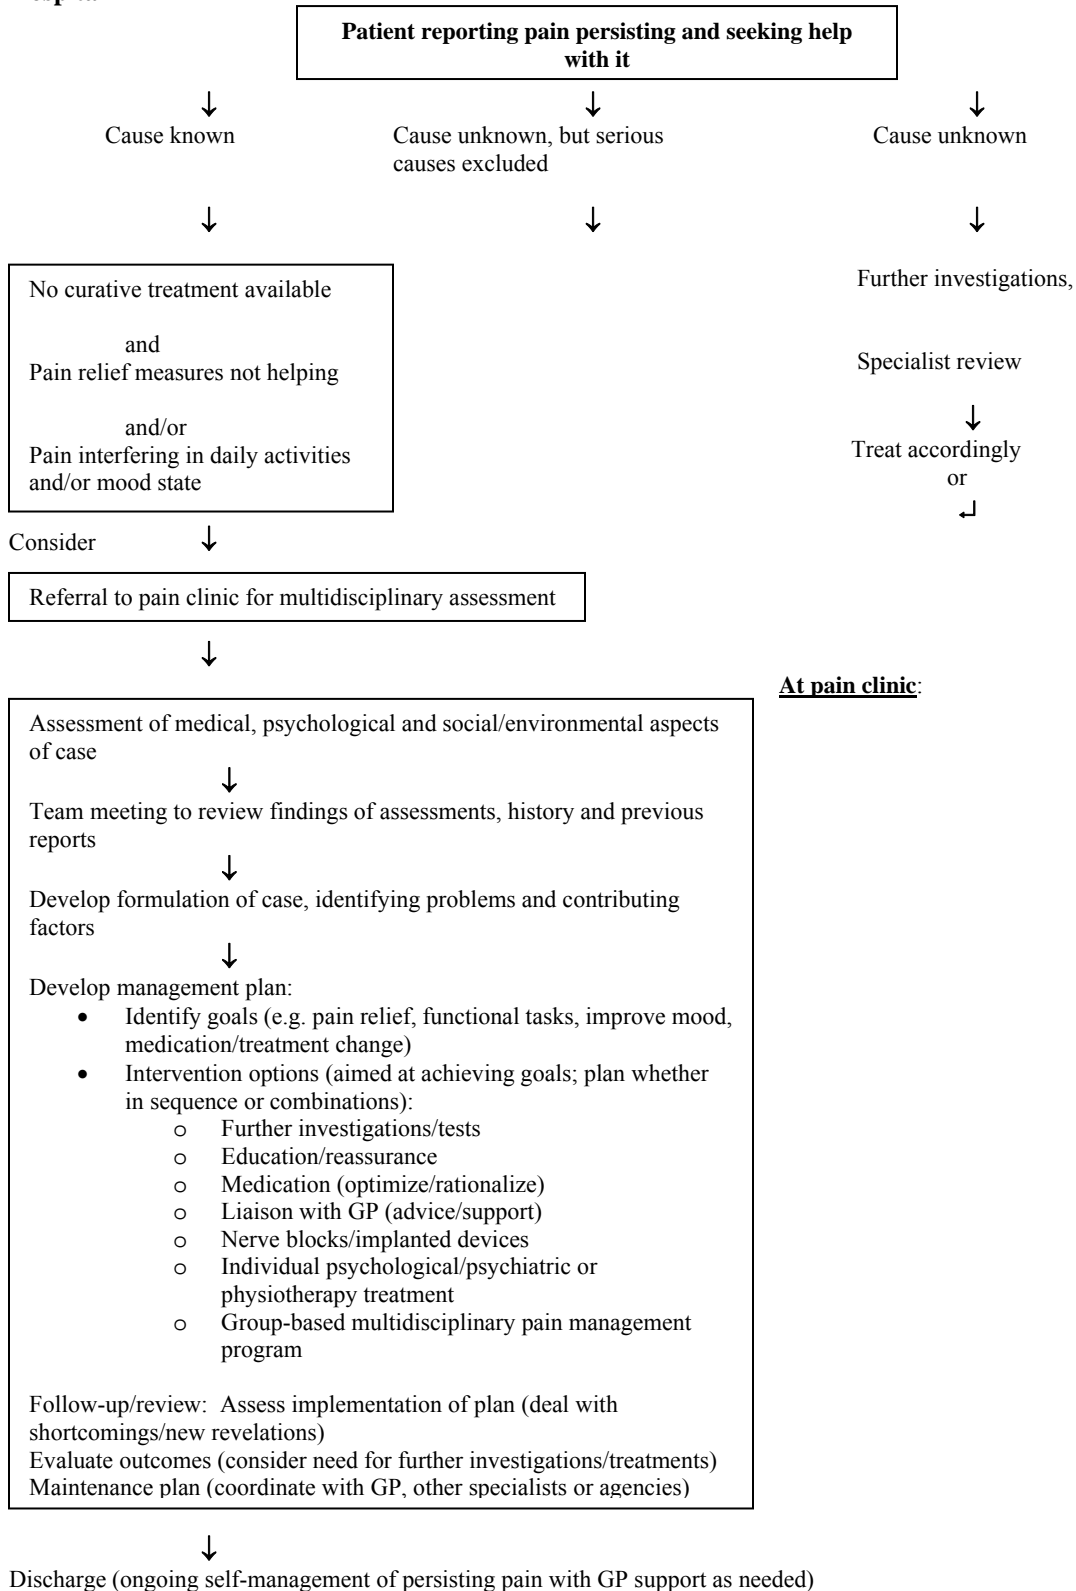 Patient reporting pain persisting and seeking help
with it
↓ ↓ ↓
Cause known Cause unknown, but serious Cause unknown
causes excluded
↓ ↓ ↓
No curative treatment available
Further investigations,
and
Pain relief measures not helping
Specialist review
and/or
↓
Pain interfering in daily activities
and/or mood state
Treat accordingly
or
↵
Consider ↓
Referral to pain clinic for multidisciplinary assessment
↓
At pain clinic:
Assessment of medical, psychological and social/environmental aspects
of case
↓
Team meeting to review findings of assessments, history and previous
reports
↓
Develop formulation of case, identifying problems and contributing
factors
↓
Develop management plan:
• Identify goals (e.g. pain relief, functional tasks, improve mood,
medication/treatment change)
• Intervention options (aimed at achieving goals; plan whether
in sequence or combinations):
o Further investigations/tests
o Education/reassurance
o Medication (optimize/rationalize)
o Liaison with GP (advice/support)
o Nerve blocks/implanted devices
o Individual psychological/psychiatric or
physiotherapy treatment
o Group-based multidisciplinary pain management
program
Follow-up/review: Assess implementation of plan (deal with
shortcomings/new revelations)
Evaluate outcomes (consider need for further investigations/treatments)
Maintenance plan (coordinate with GP, other specialists or agencies)
↓
Discharge (ongoing self-management of persisting pain with GP support as needed)